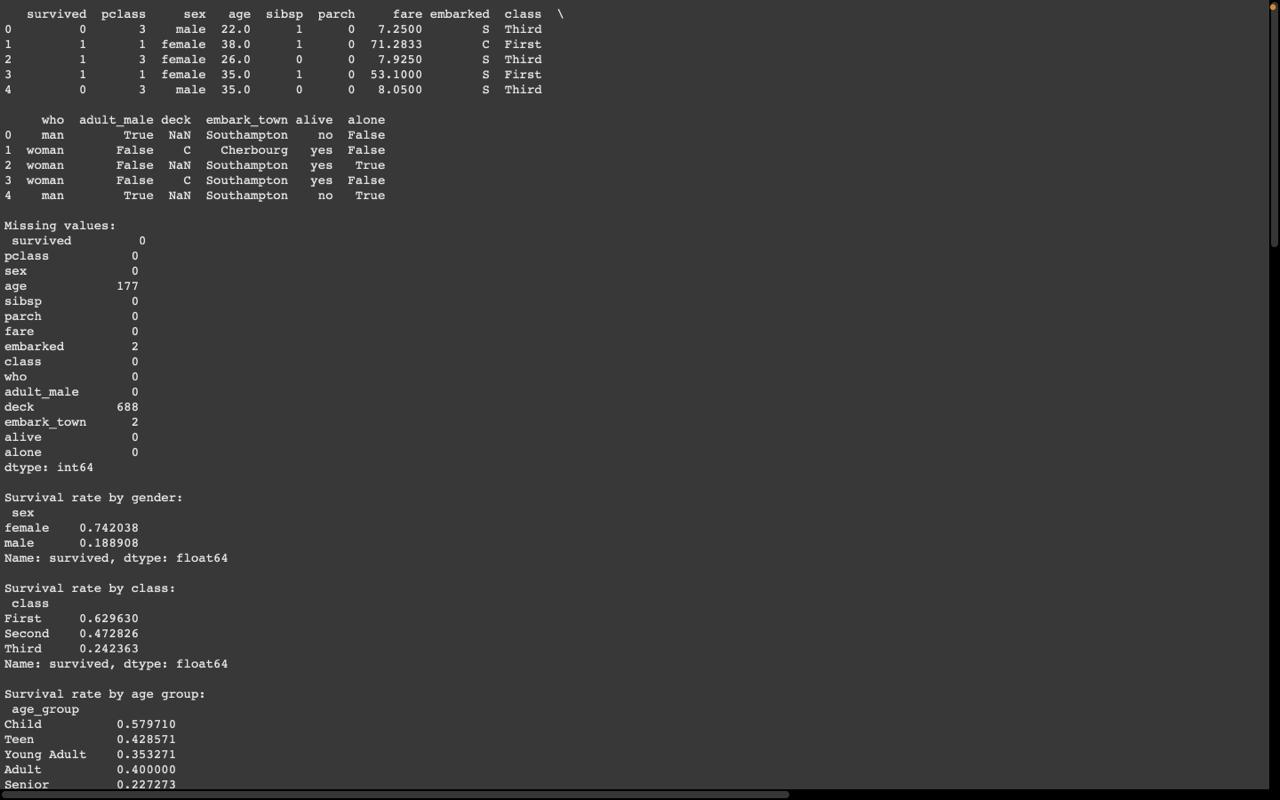 survived  pclass     sex   age  sibsp  parch     fare embarked  class  \
0         0       3    male  22.0      1      0   7.2500        S  Third
1         1       1  female  38.0      1      0  71.2833        C  First
2         1       3  female  26.0      0      0   7.9250        S  Third
3         1       1  female  35.0      1      0  53.1000        S  First
4         0       3    male  35.0      0      0   8.0500        S  Third

     who  adult_male deck  embark_town alive  alone
0    man        True  NaN  Southampton    no  False
1  woman       False    C    Cherbourg   yes  False
2  woman       False  NaN  Southampton   yes   True
3  woman       False    C  Southampton   yes  False
4    man        True  NaN  Southampton    no   True

Missing values:
 survived         0
pclass           0
sex              0
age            177
sibsp            0
parch            0
fare             0
embarked         2
class            0
who              0
adult_male       0
deck           688
embark_town      2
alive            0
alone            0
dtype: int64

Survival rate by gender:
 sex
female    0.742038
male      0.188908
Name: survived, dtype: float64

Survival rate by class:
 class
First     0.629630
Second    0.472826
Third     0.242363
Name: survived, dtype: float64

Survival rate by age group:
 age_group
Child          0.579710
Teen           0.428571
Young Adult    0.353271
Adult          0.400000
Senior         0.227273